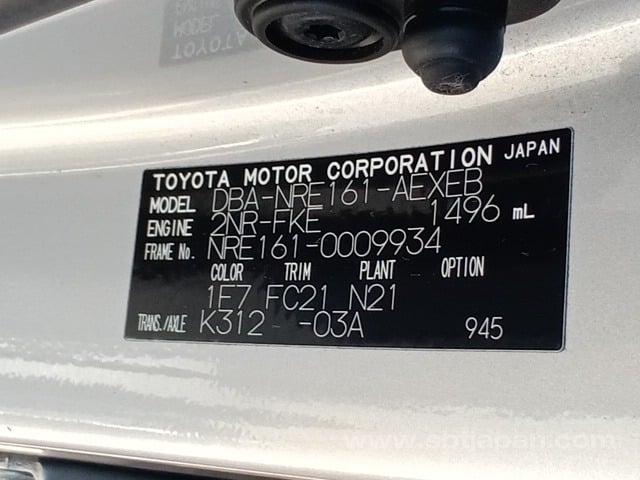 TOYOTA MOTOR CORPORATION JAPAN
MODEL DBA-NRE161-AEXEB
ENGINE 2NR-FKE 1496 mL
FRAME No. NRE161-0009934
COLOR TRIM PLANT OPTION
1F7 FC21 N21
TRANS./AXLE K312 -03A 945
www.sbtjapan.com